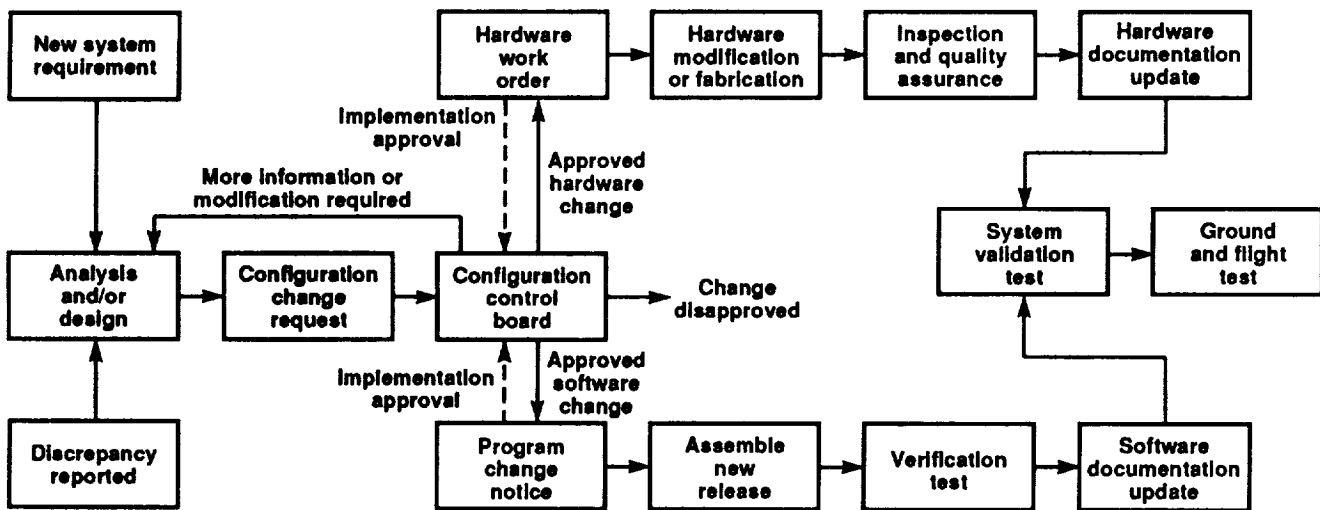 New system
requirement
Hardware
work
order
Hardware
modification
or fabrication
Inspection
and quality
assurance
Hardware
documentation
update
Implementation
approval
Approved
hardware
change
More information or
modification required
Analysis
and/or
design
Configuration
change
request
Configuration
control
board
Change
disapproved
System
validation
test
Ground
and flight
test
Implementation
approval
Approved
software
change
Discrepancy
reported
Program
change
notice
Assemble
new
release
Verification
test
Software
documentation
update